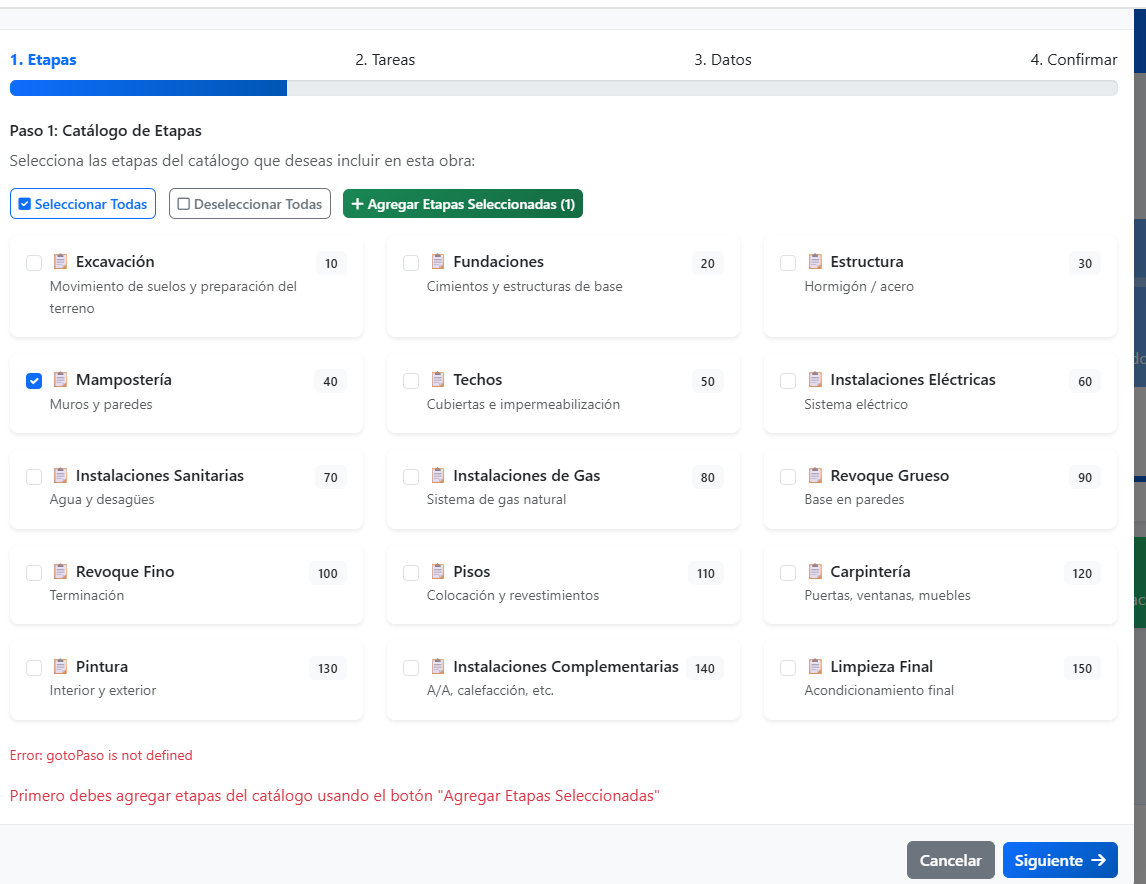 1. Etapas
2. Tareas
3. Datos
4. Confirmar
Paso 1: Catálogo de Etapas
Selecciona las etapas del catálogo que deseas incluir en esta obra:
Seleccionar Todas
Deseleccionar Todas
+ Agregar Etapas Seleccionadas (1)
Excavación 10
Movimiento de suelos y preparación del
terreno
Fundaciones 20
Cimientos y estructuras de base
Estructura 30
Hormigón / acero
Mampostería 40
Muros y paredes
Techos 50
Cubiertas e impermeabilización
Instalaciones Eléctricas 60
Sistema eléctrico
Instalaciones Sanitarias 70
Agua y desagües
Instalaciones de Gas 80
Sistema de gas natural
Revoque Grueso 90
Base en paredes
Revoque Fino 100
Terminación
Pisos 110
Colocación y revestimientos
Carpintería 120
Puertas, ventanas, muebles
Pintura 130
Interior y exterior
Instalaciones Complementarias 140
A/A, calefacción, etc.
Limpieza Final 150
Acondicionamiento final
Error: gotoPaso is not defined
Primero debes agregar etapas del catálogo usando el botón "Agregar Etapas Seleccionadas"
Cancelar
Siguiente →